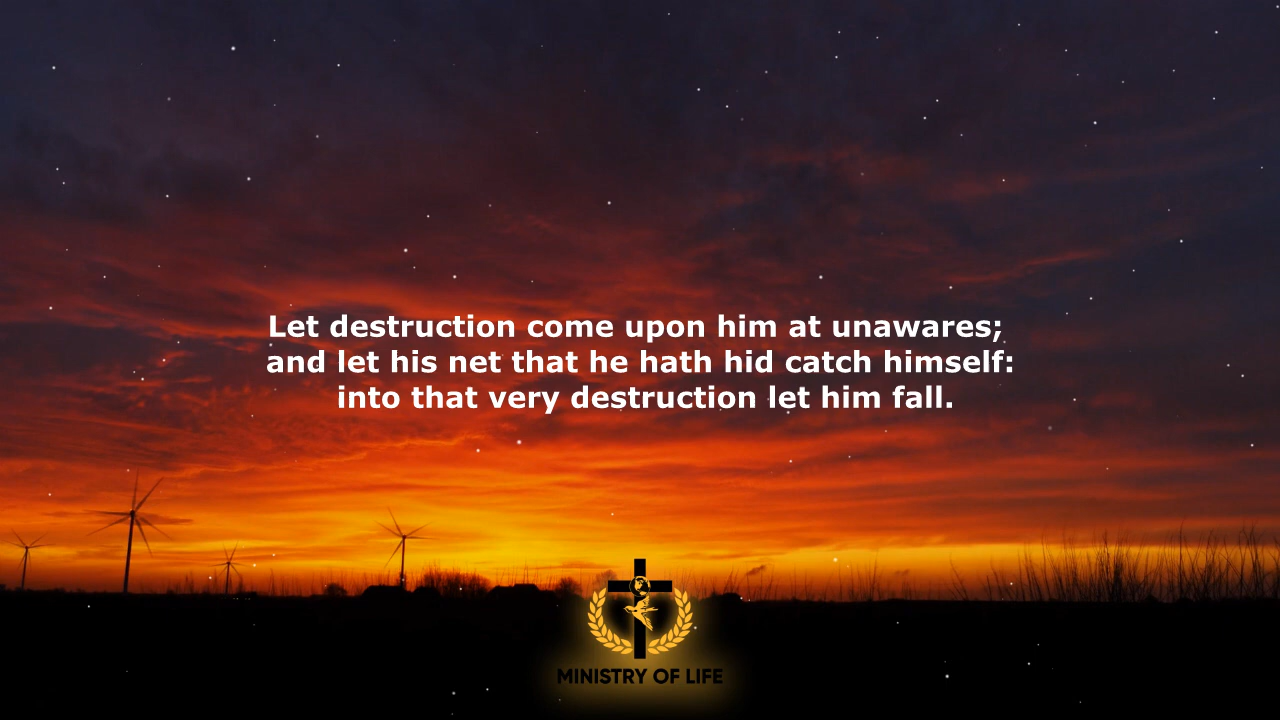 Let destruction come upon him at unawares;
and let his net that he hath hid catch himself:
into that very destruction let him fall.
MINISTRY OF LIFE